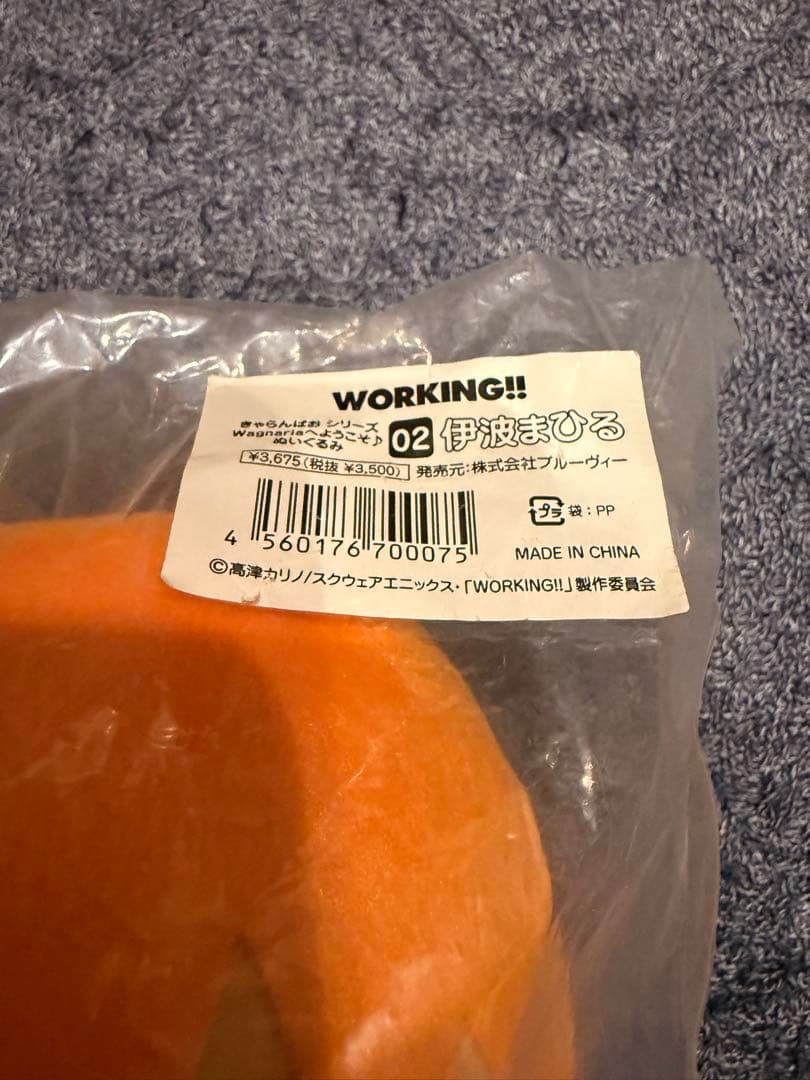 WORKING!!
きゃらんぱお シリーズ
Wagnariaへようこそ♪
ぬいぐるみ
02 伊波まひる
¥3,675(税抜 ¥3,500)
発売元:株式会社ブルーヴィー
4 560176 700075
プラ 袋:PP
MADE IN CHINA
©高津カリノ/スクウェアエニックス・「WORKING!!」製作委員会